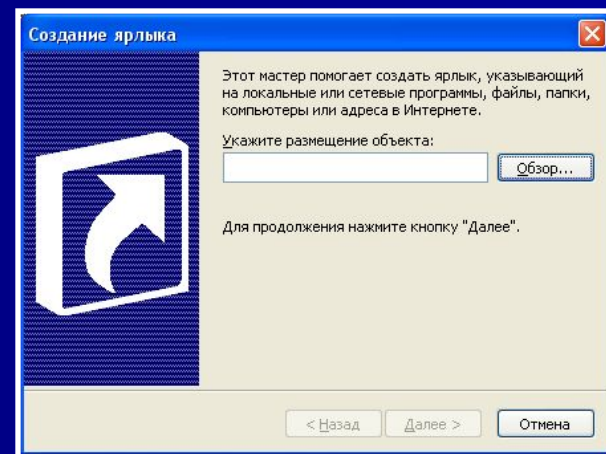 Создание ярлыка
Этот мастер помогает создать ярлык, указывающий
на локальные или сетевые программы, файлы, папки,
компьютеры или адреса в Интернете.
Укажите размещение объекта:
Обзор...
Для продолжения нажмите кнопку "Далее".
< Назад
Далее >
Отмена